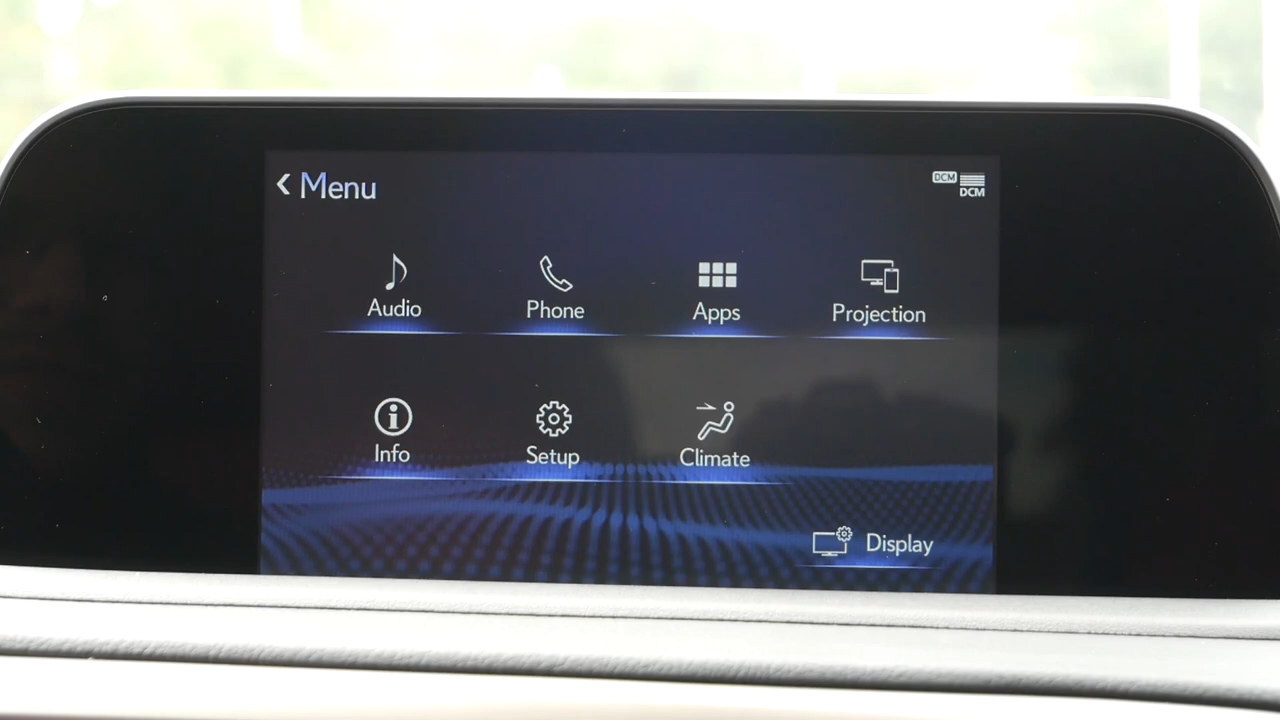 Menu
DCM
DCM
Audio
Phone
Apps
Projection
Info
Setup
Climate
Display